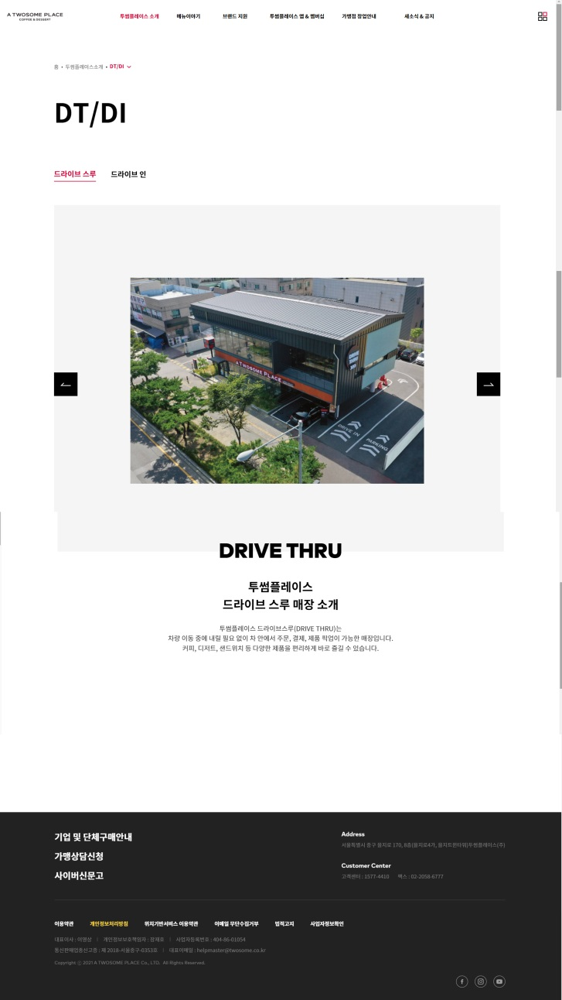 A TWOSOME PLACE
COFFEE & DESSERT
투썸플레이스 소개
메뉴이야기
브랜드 지원
투썸플레이스 앱 & 멤버십
가맹점 창업안내
새소식 & 공지
홈 • 투썸플레이스소개 • DT/DI
DT/DI
드라이브 스루
드라이브 인
A TWOSOME PLACE
DRIVE IN
PARKING
DRIVE THRU
투썸플레이스
드라이브 스루 매장 소개
투썸플레이스 드라이브스루(DRIVE THRU)는
차량 이동 중에 내릴 필요 없이 차 안에서 주문, 결제, 제품 픽업이 가능한 매장입니다.
커피, 디저트, 샌드위치 등 다양한 제품을 편리하게 바로 즐길 수 있습니다.
기업 및 단체구매안내
가맹상담신청
사이버신문고
Address
서울특별시 중구 을지로 170, 8층(을지로4가, 을지트윈타워)투썸플레이스(주)
Customer Center
고객센터 : 1577-4410 팩스 : 02-2058-6777
이용약관 개인정보처리방침 위치기반서비스 이용약관 이메일 무단수집거부 법적고지 사업자정보확인
대표이사 : 이영상 | 개인정보보호책임자 : 광재호 | 사업자등록번호 : 404-86-01054
통신판매업종신고증 : 제 2018-서울중구-0353호 | 대표이메일 : helpmaster@twosome.co.kr
Copyright ⓒ 2021 A TWOSOME PLACE Co., LTD. All Rights Reserved.